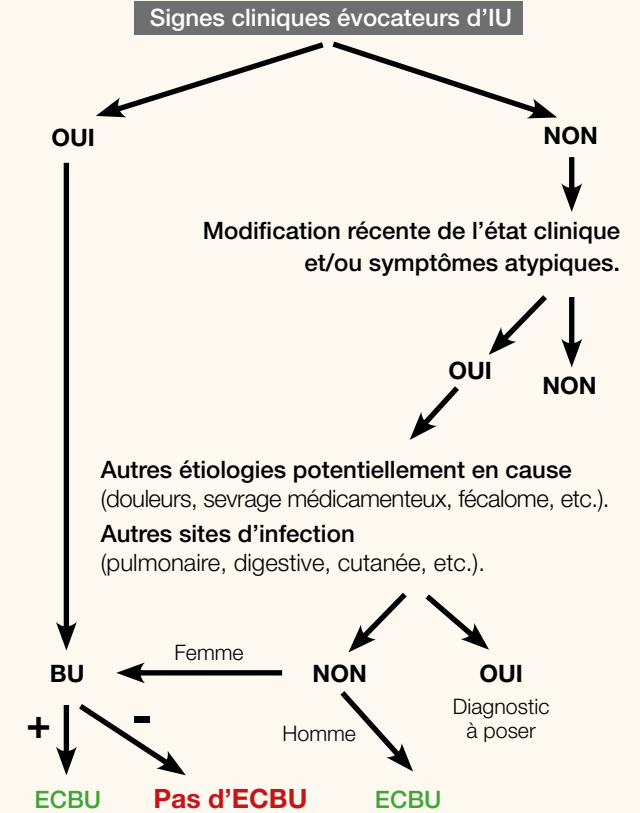 Signes cliniques évocateurs d’IU
OUI
NON
Modification récente de l’état clinique
et/ou symptômes atypiques.
OUI
NON
Autres étiologies potentiellement en cause
(douleurs, sevrage médicamenteux, fécalome, etc.).
Autres sites d’infection
(pulmonaire, digestive, cutanée, etc.).
Femme
BU
NON
OUI
Diagnostic
à poser
+
-
Homme
ECBU
Pas d’ECBU
ECBU